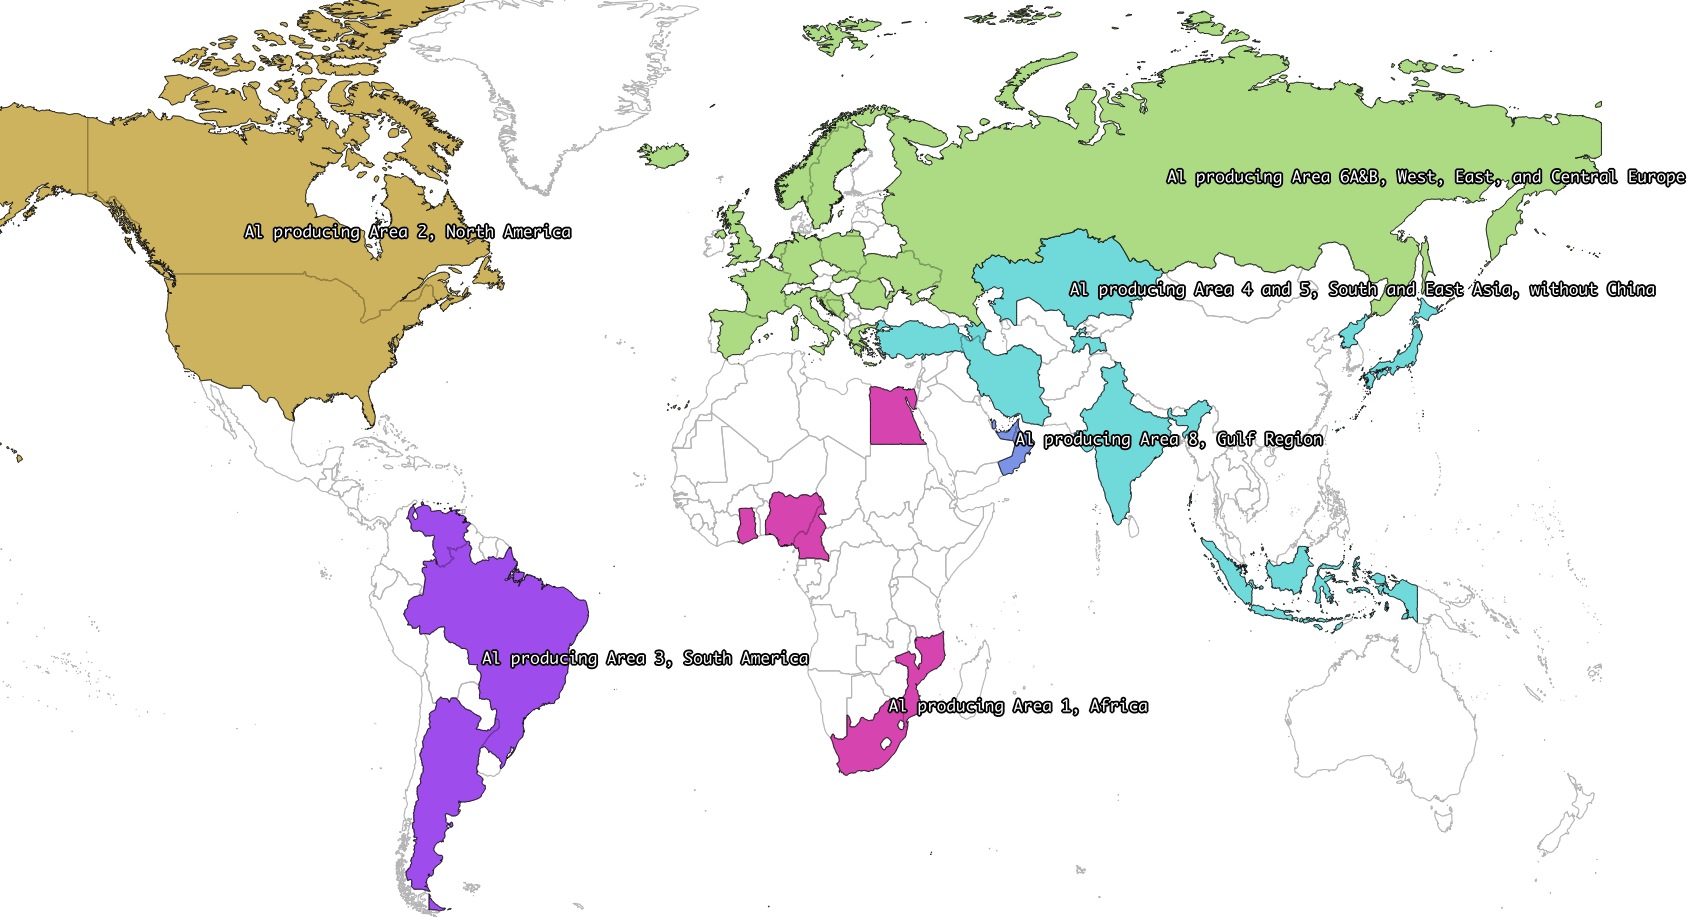 Al producing Area 6A&B, West, East, and Central Europe
Al producing Area 2, North America
Al producing Area 4 and 5, South and East Asia, without China
Al producing Area 8, Gulf Region
Al producing Area 3, South America
Al producing Area 1, Africa